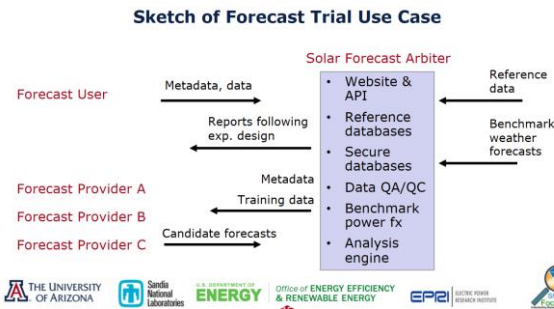 Sketch of Forecast Trial Use Case
Solar Forecast Arbiter
Forecast User
Metadata, data
Reports following
exp. design
Metadata
Training data
Forecast Provider A
Forecast Provider B
Forecast Provider C
Candidate forecasts
• Website &
API
• Reference
databases
• Secure
databases
• Data QA/QC
• Benchmark
power fx
• Analysis
engine
Reference
data
Benchmark
weather
forecasts
THE UNIVERSITY
OF ARIZONA
Sandia
National
Laboratories
U.S. DEPARTMENT OF
ENERGY
Office of ENERGY EFFICIENCY
& RENEWABLE ENERGY
EPRI
ELECTRIC POWER
RESEARCH INSTITUTE